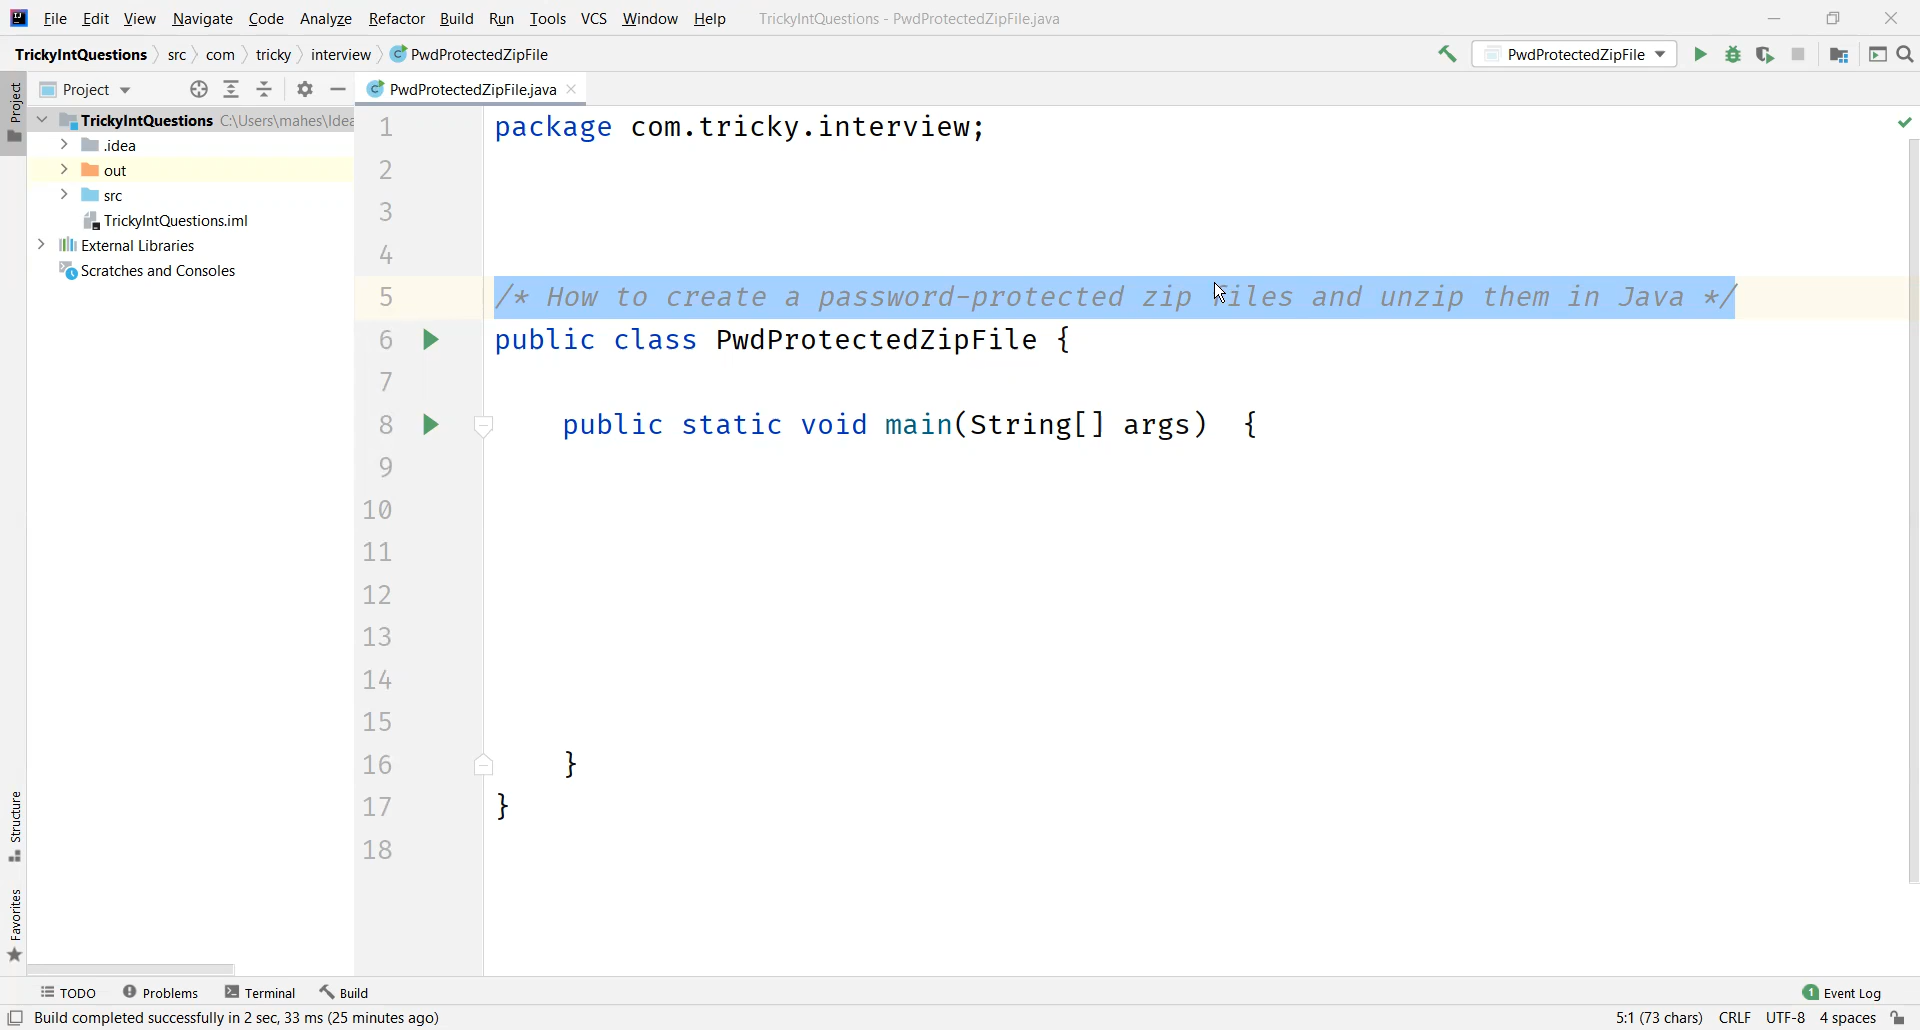 File Edit View Navigate Code Analyze Refactor Build Run Tools VCS Window Help TrickyIntQuestions - PwdProtectedZipFile.java
TrickyIntQuestions src com tricky interview PwdProtectedZipFile PwdProtectedZipFile
Project
Project
PwdProtectedZipFile.java
TrickyIntQuestions C:\Users\mahes\Idea
.idea
out
src
TrickyIntQuestions.iml
External Libraries
Scratches and Consoles
1 package com.tricky.interview;
2
3
4
5 /* How to create a password-protected zip files and unzip them in Java */
6 public class PwdProtectedZipFile {
7
8 public static void main(String[] args) {
9
10
11
12
13
14
15
16 }
17 }
18
Structure
Favorites
TODO Problems Terminal Build 1 Event Log
Build completed successfully in 2 sec, 33 ms (25 minutes ago) 5:1 (73 chars) CRLF UTF-8 4 spaces